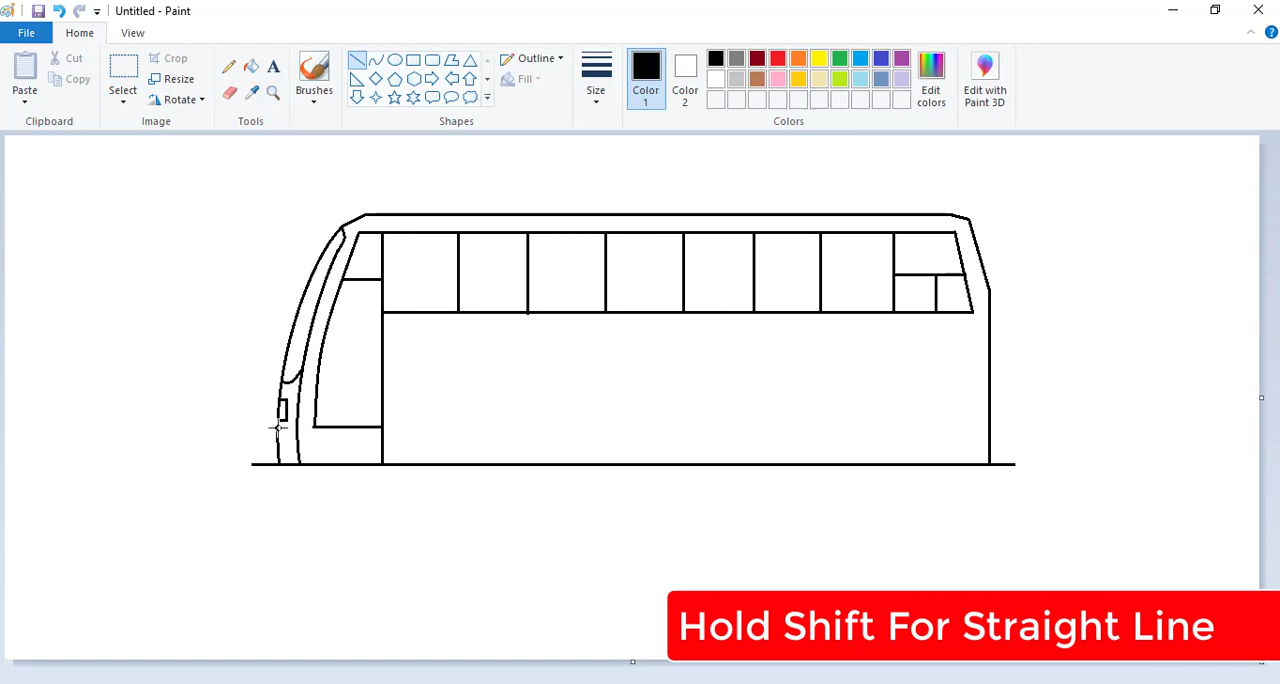 Untitled - Paint
File
Home
View
Paste
Cut
Copy
Clipboard
Select
Crop
Resize
Rotate
Image
A
Tools
Brushes
Outline
Fill
Shapes
Size
Color
1
Color
2
Edit
colors
Colors
Edit with
Paint 3D
?
Hold Shift For Straight Line